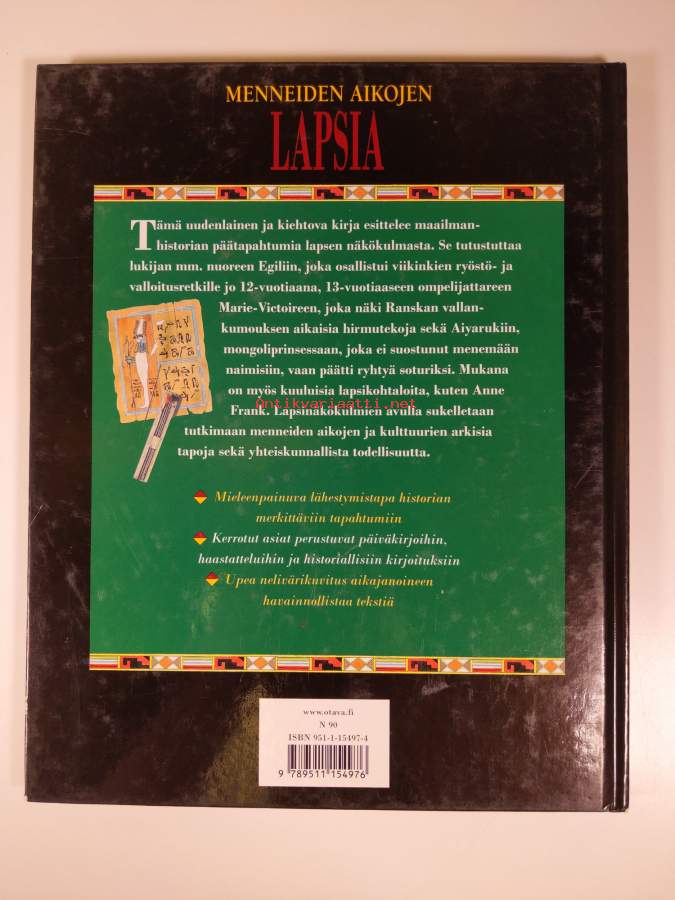 MENNEIDEN AIKOJEN
LAPSIA
Tämä uudenlainen ja kiehtova kirja esittelee maailman-
historian päätapahtumia lapsen näkökulmasta. Se tutustuttaa
lukijan mm. nuoreen Egiliin, joka osallistui viikinkien ryöstö- ja
valloitusretkille jo 12-vuotiaana, 13-vuotiaaseen ompelijattareen
Marie-Victoireen, joka näki Ranskan vallan-
kumouksen aikaisia hirmutekoja sekä Aiyarukiin,
mongoliprinsessaan, joka ei suostunut menemään
naimisiin, vaan päätti ryhtyä soturiksi. Mukana
on myös kuuluisia lapsikohtaloita, kuten Anne
Antikvariaatti.net
Frank. Lapsinäkökulmien avulla sukelletaan
tutkimaan menneiden aikojen ja kulttuurien arkisia
tapoja sekä yhteiskunnallista todellisuutta.
Mieleenpainuva lähestymistapa historian
merkittäviin tapahtumiin
Kerrotut asiat perustuvat päiväkirjoihin,
haastatteluihin ja historiallisiin kirjoituksiin
Upea nelivärikuvitus aikajanoineen
havainnollistaa tekstiä
www.otava.fi
N 90
ISBN 951-1-15497-4
9 789511 154976